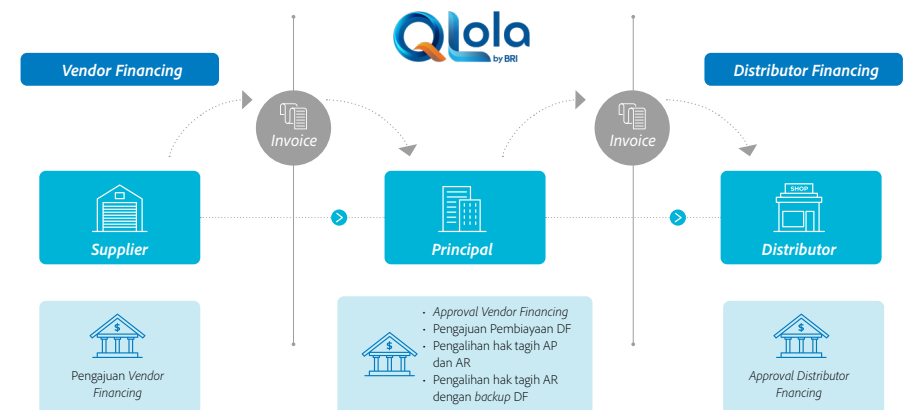 QLola
by BRI
Vendor Financing
Distributor Financing
Invoice
Invoice
Supplier
Principal
SHOP
Distributor
$
Pengajuan Vendor
Financing
$
• Approval Vendor Financing
• Pengajuan Pembiayaan DF
• Pengalihan hak tagih AP
dan AR
• Pengalihan hak tagih AR
dengan backup DF
$
Approval Distributor
Fnancing